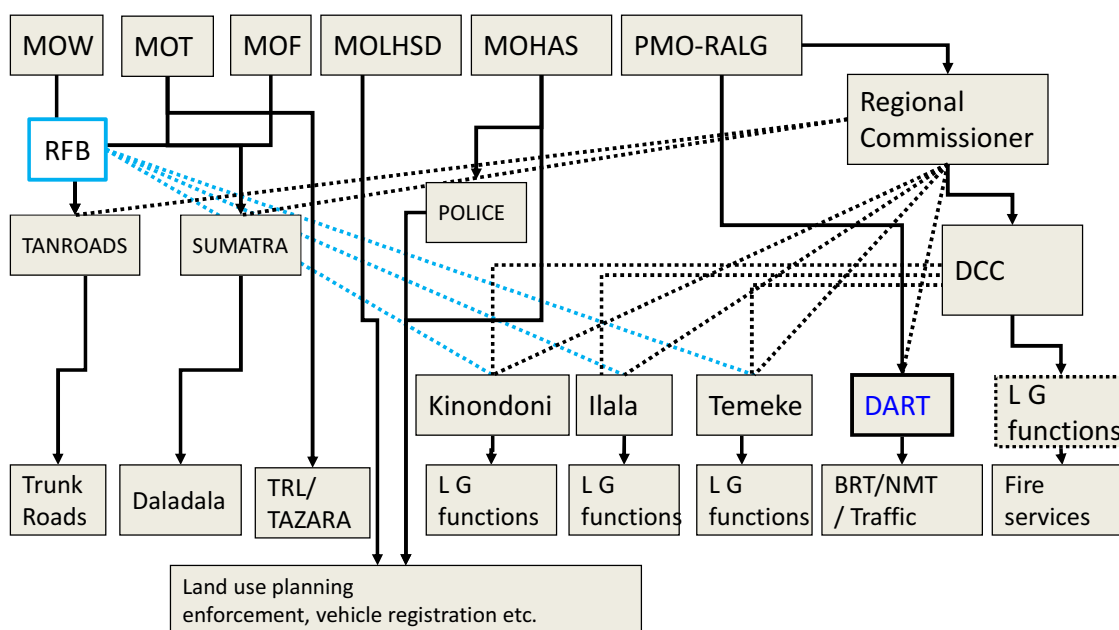 MOW
MOT
MOF
MOLHSD
MOHAS
PMO-RALG
Regional
Commissioner
RFB
POLICE
TANROADS
SUMATRA
DCC
Kinondoni
Ilala
Temeke
DART
L G
functions
Trunk
Roads
Daladala
TRL/
TAZARA
L G
functions
L G
functions
L G
functions
BRT/NMT
/ Traffic
Fire
services
Land use planning
enforcement, vehicle registration etc.